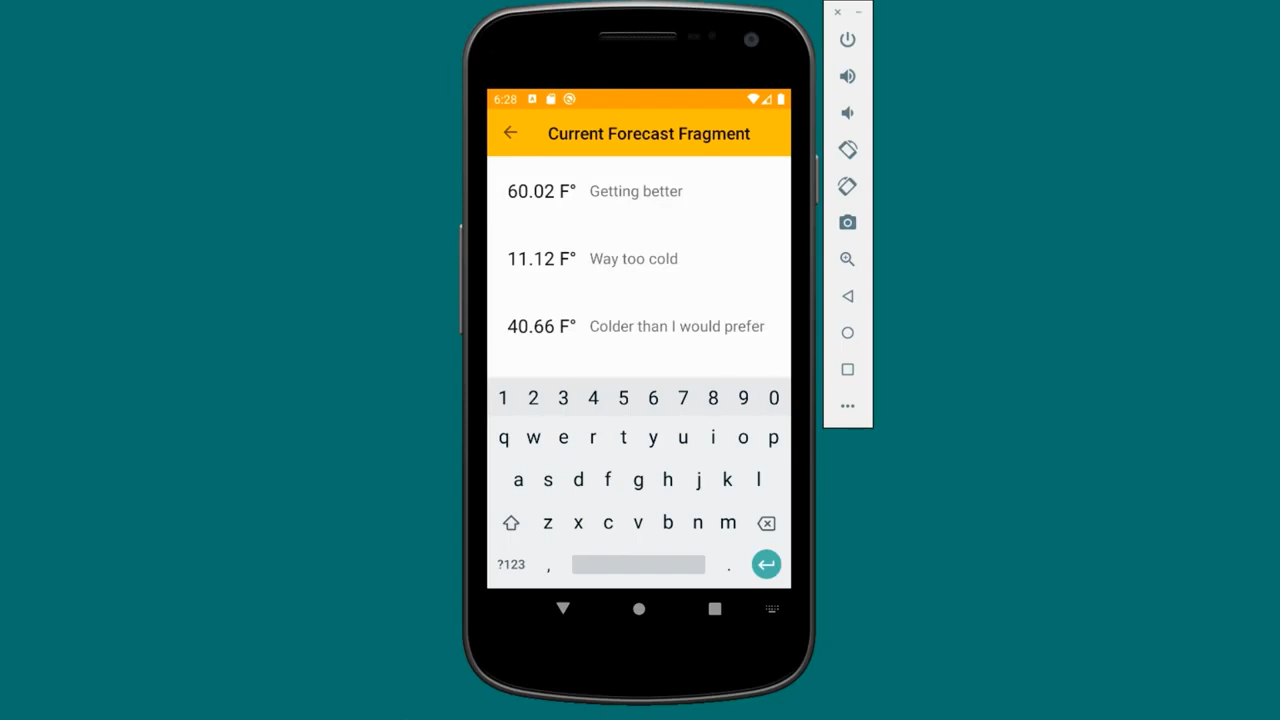 6:28
Current Forecast Fragment
60.02 F° Getting better
11.12 F° Way too cold
40.66 F° Colder than I would prefer
1 2 3 4 5 6 7 8 9 0
q w e r t y u i o p
a s d f g h j k l
z x c v b n m
?123 , .